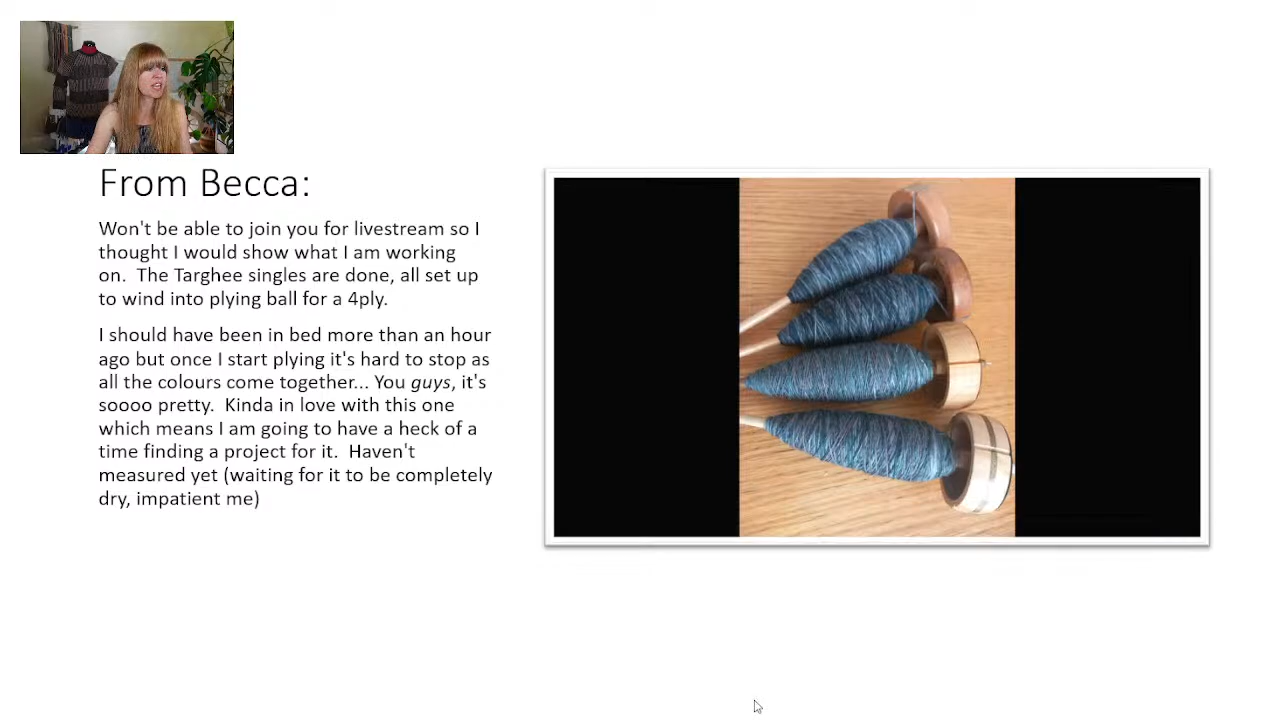 From Becca:
Won't be able to join you for livestream so I
thought I would show what I am working
on.  The Targhee singles are done, all set up
to wind into plying ball for a 4ply.
I should have been in bed more than an hour
ago but once I start plying it's hard to stop as
all the colours come together... You guys, it's
soooo pretty.  Kinda in love with this one
which means I am going to have a heck of a
time finding a project for it.  Haven't
measured yet (waiting for it to be completely
dry, impatient me)